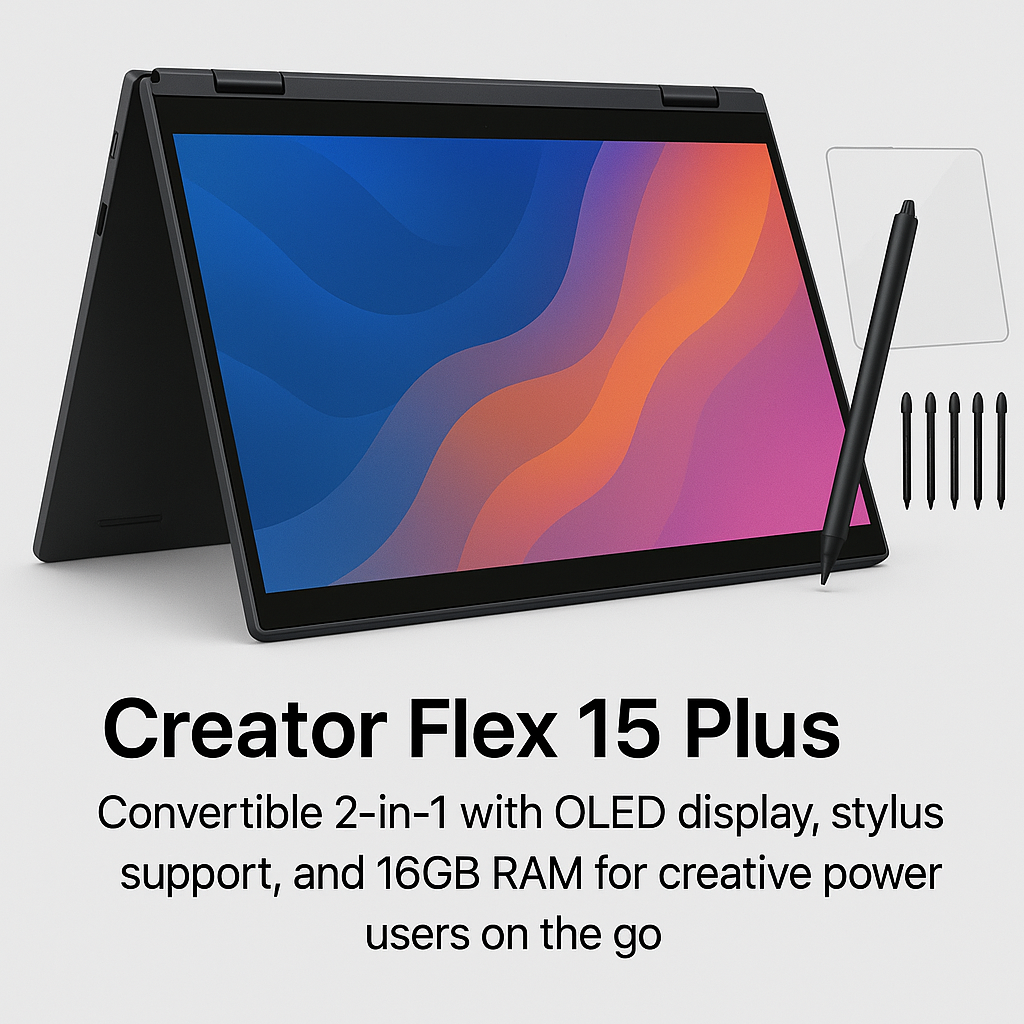 Creator Flex 15 Plus
Convertible 2-in-1 with OLED display, stylus
support, and 16GB RAM for creative power
users on the go